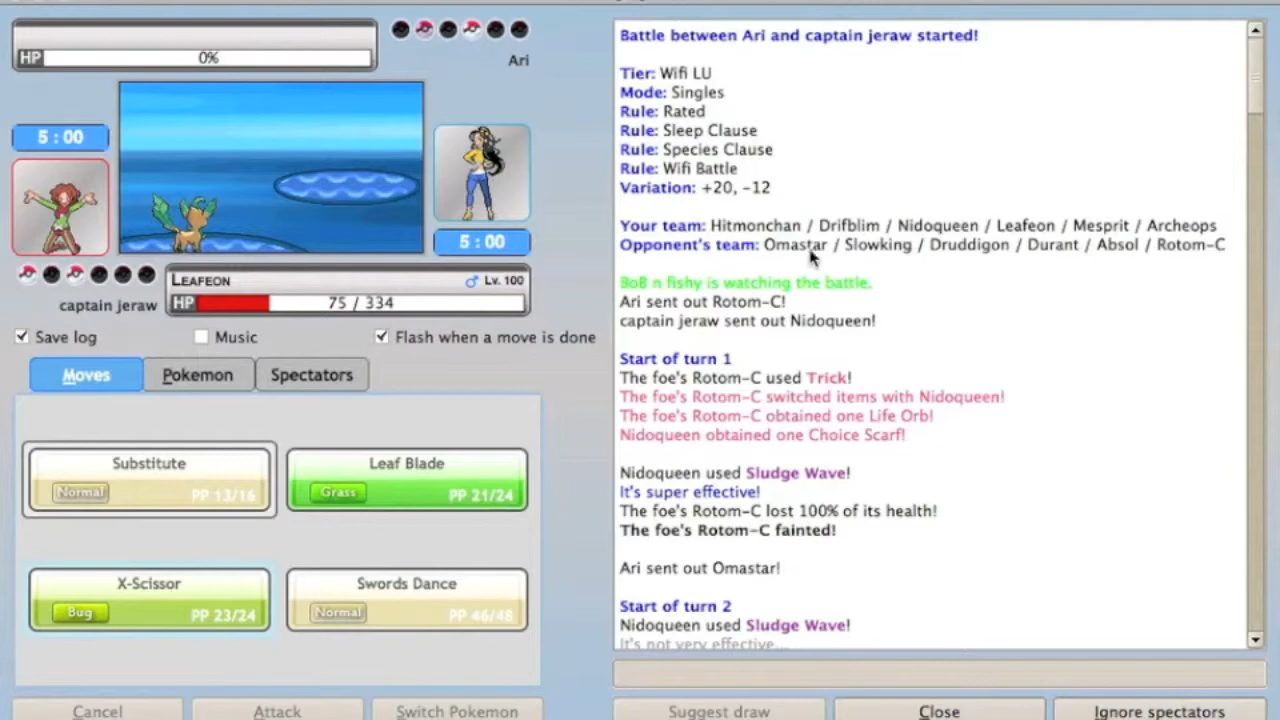 HP 0%
Ari
5 : 00
5 : 00
captain jeraw
LEAFEON ♂ Lv. 100
HP 75 / 334
Save log
Music
Flash when a move is done
Moves
Pokemon
Spectators
Substitute
Normal PP 13/16
Leaf Blade
Grass PP 21/24
X-Scissor
Bug PP 23/24
Swords Dance
Normal PP 46/48
Cancel
Attack
Switch Pokemon
Battle between Ari and captain jeraw started!
Tier: Wifi LU
Mode: Singles
Rule: Rated
Rule: Sleep Clause
Rule: Species Clause
Rule: Wifi Battle
Variation: +20, -12
Your team: Hitmonchan / Drifblim / Nidoqueen / Leafeon / Mesprit / Archeops
Opponent's team: Omastar / Slowking / Druddigon / Durant / Absol / Rotom-C
BoB n fishy is watching the battle.
Ari sent out Rotom-C!
captain jeraw sent out Nidoqueen!
Start of turn 1
The foe's Rotom-C used Trick!
The foe's Rotom-C switched items with Nidoqueen!
The foe's Rotom-C obtained one Life Orb!
Nidoqueen obtained one Choice Scarf!
Nidoqueen used Sludge Wave!
It's super effective!
The foe's Rotom-C lost 100% of its health!
The foe's Rotom-C fainted!
Ari sent out Omastar!
Start of turn 2
Nidoqueen used Sludge Wave!
It's not very effective...
Suggest draw
Close
Ignore spectators